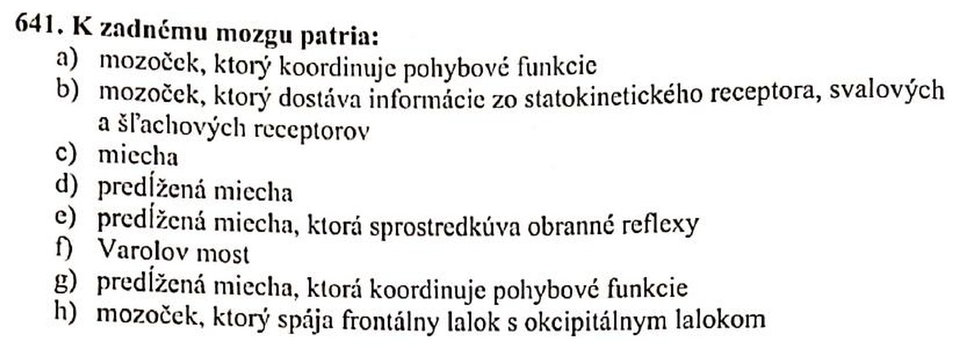 641. K zadnému mozgu patria:
a) mozoček, ktorý koordinuje pohybové funkcie
b) mozoček, ktorý dostáva informácie zo statokinetického receptora, svalových
a šľachových receptorov
c) miecha
d) predĺžená miecha
e) predĺžená miecha, ktorá sprostredkúva obranné reflexy
f) Varolov most
g) predĺžená miecha, ktorá koordinuje pohybové funkcie
h) mozoček, ktorý spája frontálny lalok s okcipitálnym lalokom